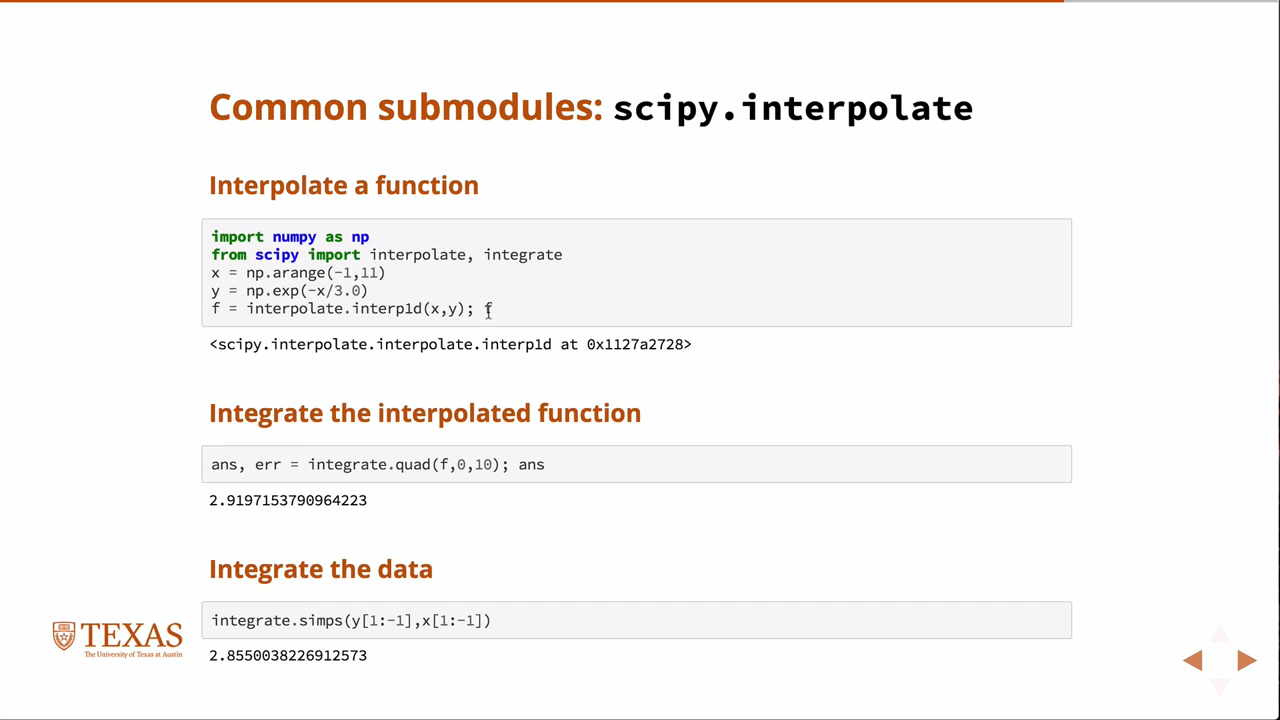 Common submodules: scipy.interpolate
Interpolate a function
import numpy as np
from scipy import interpolate, integrate
x = np.arange(-1,11)
y = np.exp(-x/3.0)
f = interpolate.interp1d(x,y); f
<scipy.interpolate.interpolate.interp1d at 0x1127a2728>
Integrate the interpolated function
ans, err = integrate.quad(f,0,10); ans
2.9197153790964223
Integrate the data
integrate.simps(y[1:-1],x[1:-1])
2.8550038226912573
TEXAS
The University of Texas at Austin